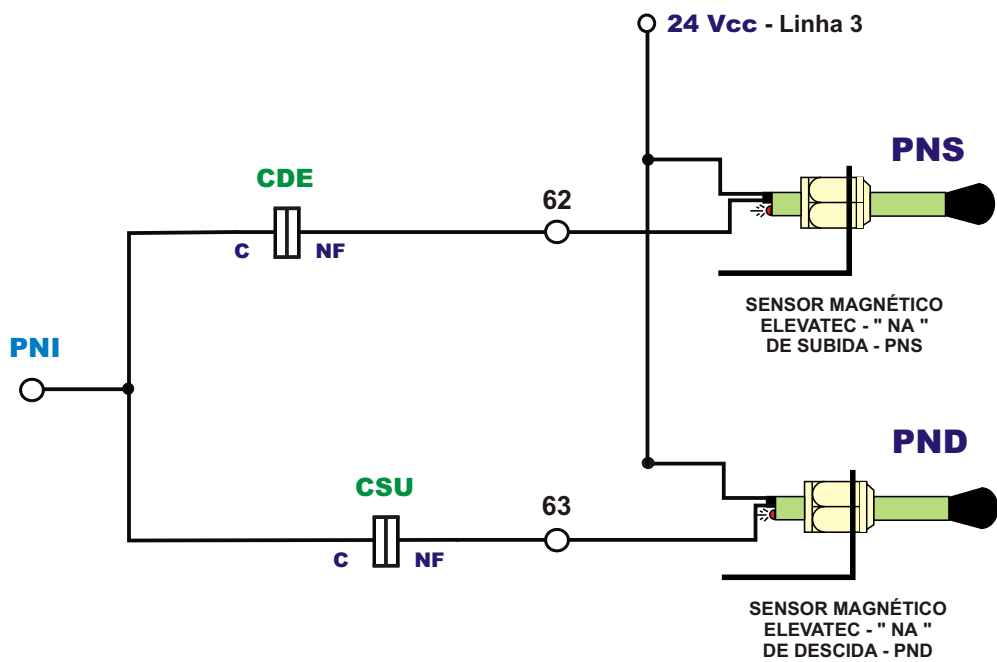 24 Vcc - Linha 3
PNS
CDE
62
C
NF
SENSOR MAGNÉTICO
ELEVATEC - " NA "
DE SUBIDA - PNS
PNI
PND
CSU
63
C
NF
SENSOR MAGNÉTICO
ELEVATEC - " NA "
DE DESCIDA - PND